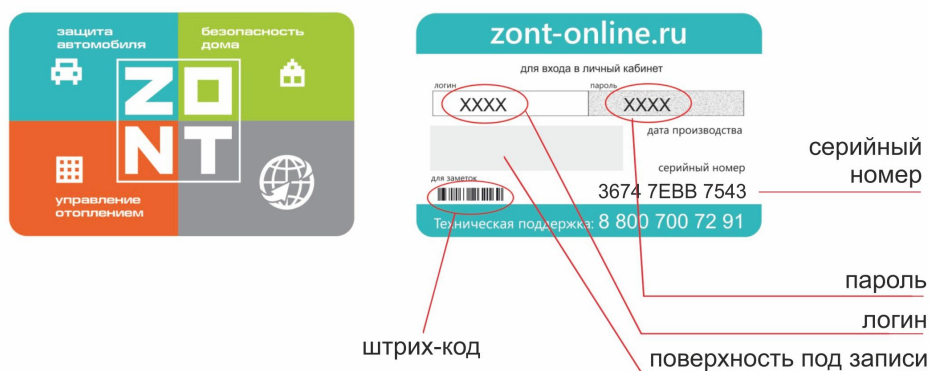 защита
автомобиля
безопасность
дома
ZO
NT
управление
отоплением
zont-online.ru
для входа в личный кабинет
логин
пароль
XXXX
XXXX
дата производства
серийный номер
для заметок
3674 7EBB 7543
Техническая поддержка: 8 800 700 72 91
серийный
номер
пароль
логин
штрих-код
поверхность под записи